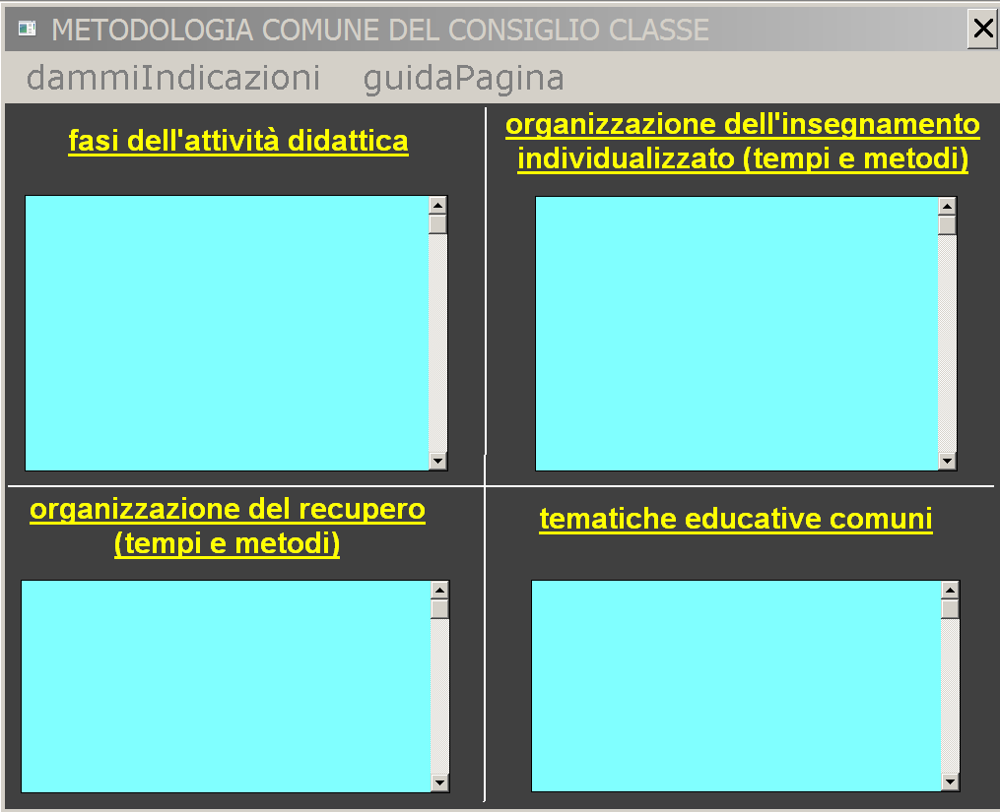 METODOLOGIA COMUNE DEL CONSIGLIO CLASSE
dammiIndicazioni guidaPagina
fasi dell'attività didattica
organizzazione dell'insegnamento
individualizzato (tempi e metodi)
organizzazione del recupero
(tempi e metodi)
tematiche educative comuni